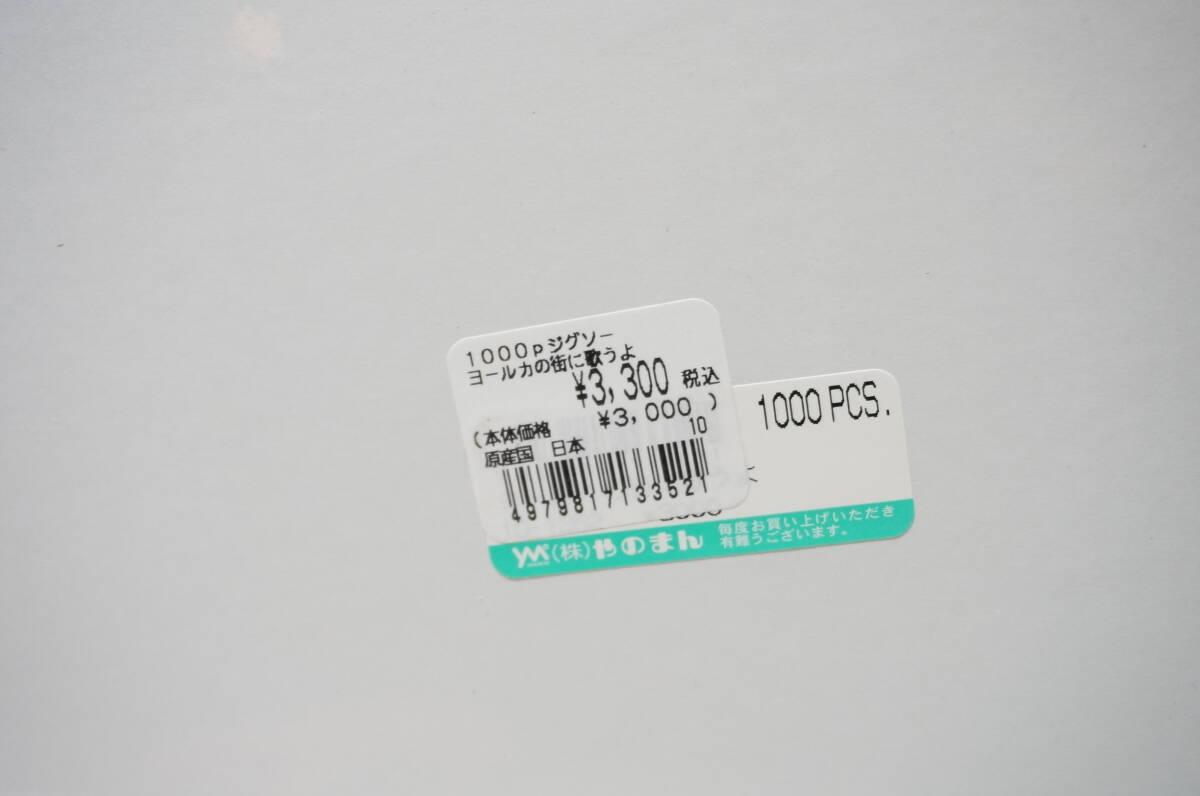 1000pジグソー
ヨールカの街に歌うよ
¥3,300 税込
(本体価格 ¥3,000 )
原産国 日本 10
4979817133521
1000 PCS.
YM(株)やのまん 毎度お買い上げいただき
有難うございます。